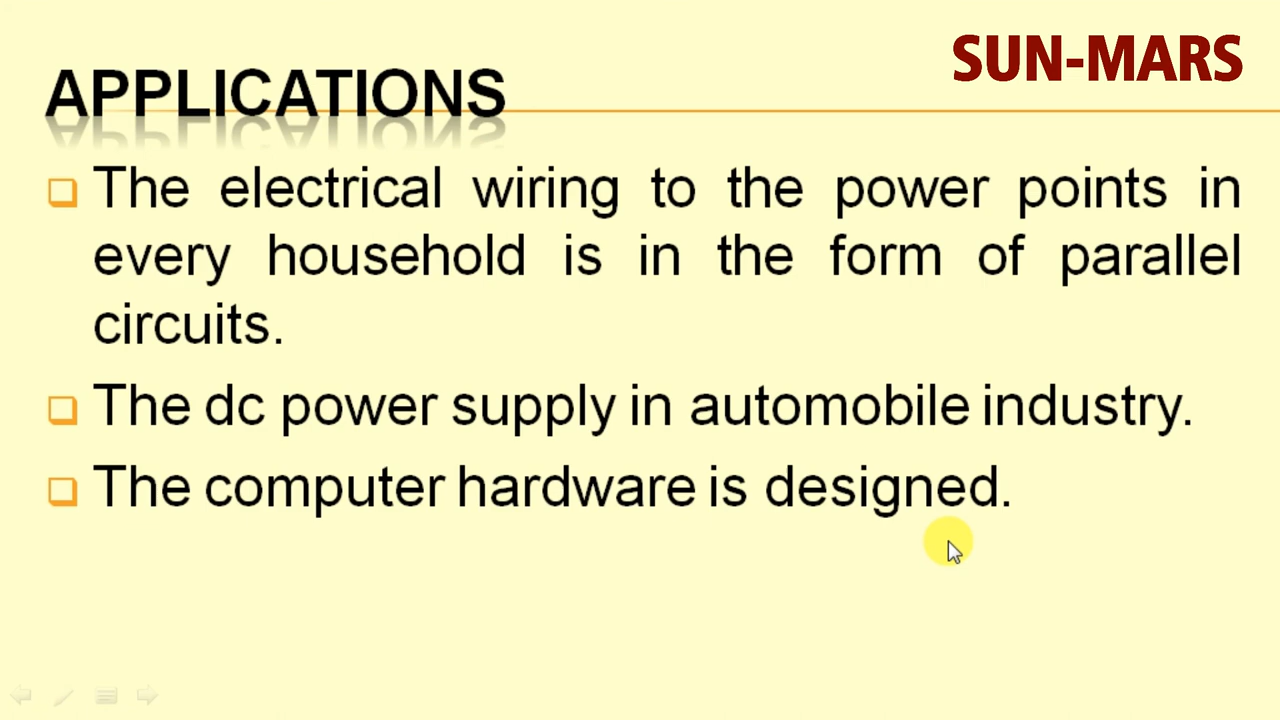 SUN-MARS
APPLICATIONS
The electrical wiring to the power points in
every household is in the form of parallel
circuits.
The dc power supply in automobile industry.
The computer hardware is designed.